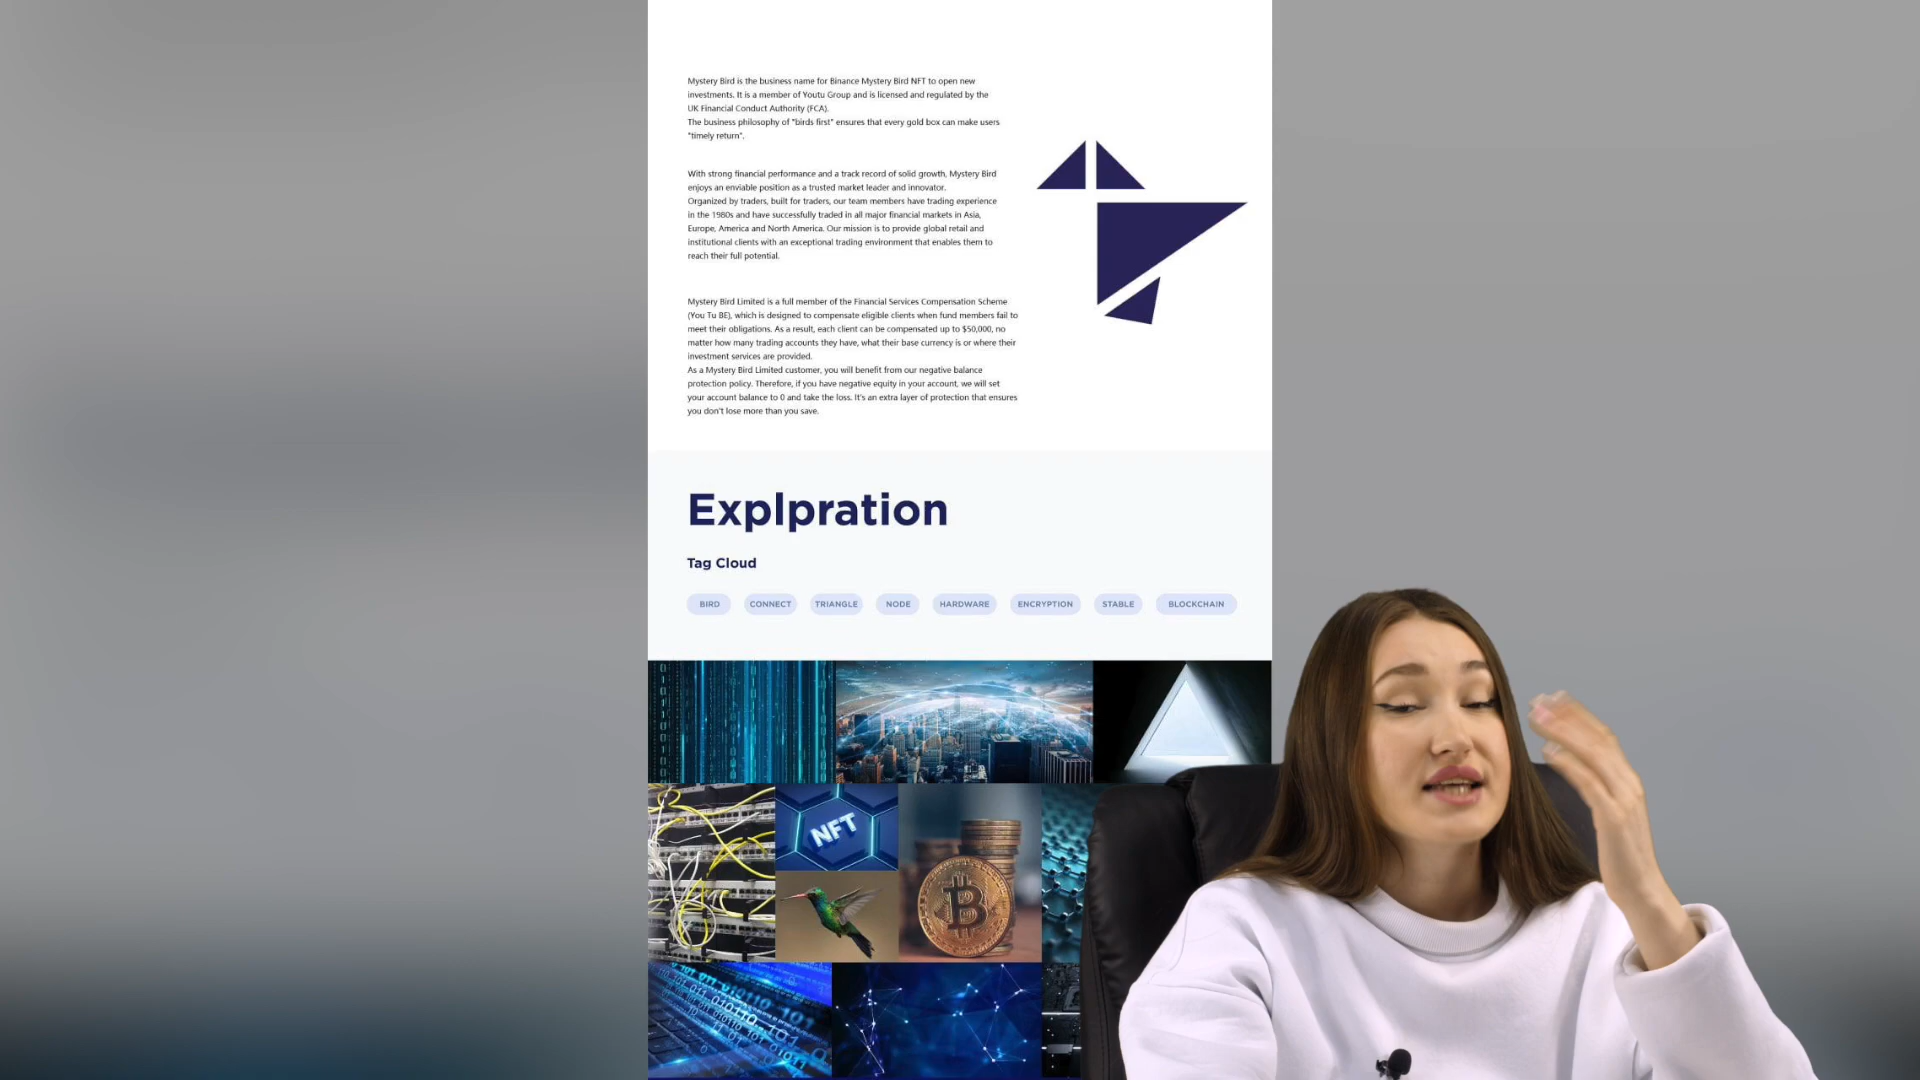 Mystery Bird is the business name for Binance Mystery Bird NFT to open new
investments. It is a member of Youtu Group and is licensed and regulated by the
UK Financial Conduct Authority (FCA).
The business philosophy of "birds first" ensures that every gold box can make users
"timely return".
With strong financial performance and a track record of solid growth, Mystery Bird
enjoys an enviable position as a trusted market leader and innovator.
Organized by traders, built for traders, our team members have trading experience
in the 1980s and have successfully traded in all major financial markets in Asia,
Europe, America and North America. Our mission is to provide global retail and
institutional clients with an exceptional trading environment that enables them to
reach their full potential.
Mystery Bird Limited is a full member of the Financial Services Compensation Scheme
(You Tu BE), which is designed to compensate eligible clients when fund members fail to
meet their obligations. As a result, each client can be compensated up to $50,000, no
matter how many trading accounts they have, what their base currency is or where their
investment services are provided.
As a Mystery Bird Limited customer, you will benefit from our negative balance
protection policy. Therefore, if you have negative equity in your account, we will set
your account balance to 0 and take the loss. It's an extra layer of protection that ensures
you don't lose more than you save.
Explpration
Tag Cloud
BIRD CONNECT TRIANGLE NODE HARDWARE ENCRYPTION STABLE BLOCKCHAIN
NFT